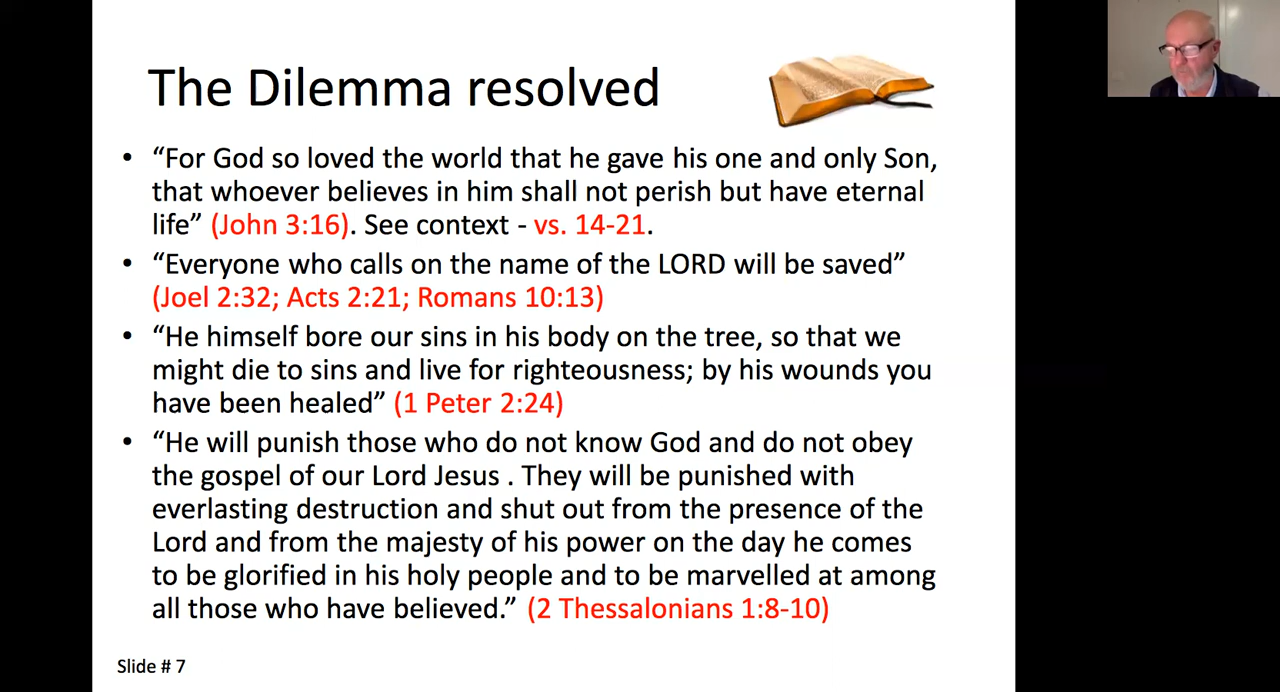 The Dilemma resolved
• “For God so loved the world that he gave his one and only Son,
that whoever believes in him shall not perish but have eternal
life” (John 3:16). See context - vs. 14-21.
• “Everyone who calls on the name of the LORD will be saved”
(Joel 2:32; Acts 2:21; Romans 10:13)
• “He himself bore our sins in his body on the tree, so that we
might die to sins and live for righteousness; by his wounds you
have been healed” (1 Peter 2:24)
• “He will punish those who do not know God and do not obey
the gospel of our Lord Jesus . They will be punished with
everlasting destruction and shut out from the presence of the
Lord and from the majesty of his power on the day he comes
to be glorified in his holy people and to be marvelled at among
all those who have believed.” (2 Thessalonians 1:8-10)
Slide # 7